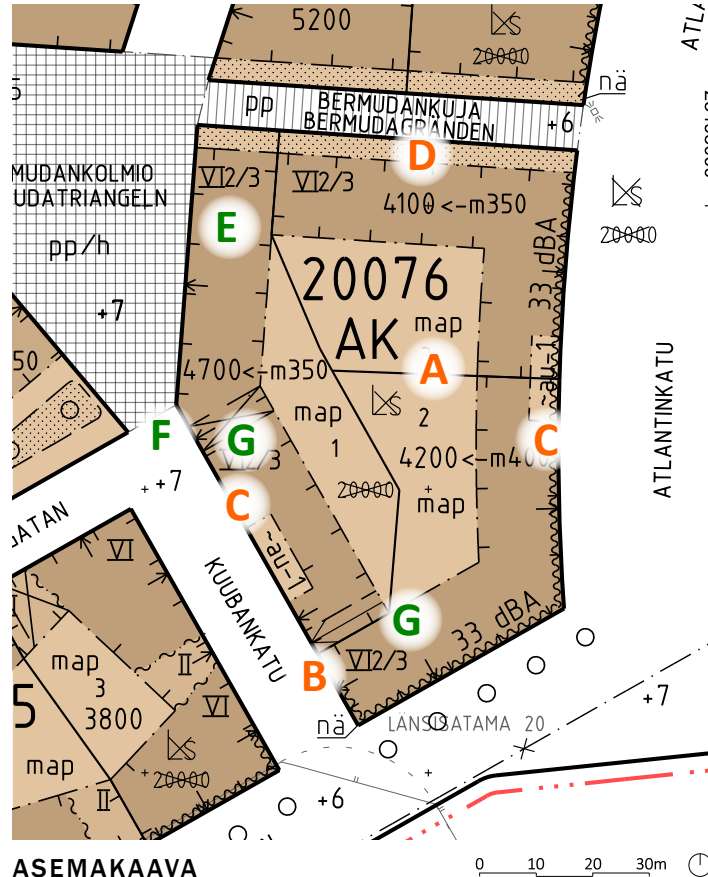 5200
20000
nä
ATLA
5
pp
BERMUDANKUJA
BERMUDAGRÄNDEN
+6
D
MUDANKOLMIO
UDATRIANGELN
VI2/3
VI2/3
4100 <-m350
20000
E
pp/h
33 dBA
20076
AK
map
+7
50
4700<-m350
A
~au-1
map
1
2
ATLANTINKATU
F
G
VI2/3
4200 <-m400
C
+7
20000
map
C
GATAN
VI
~au-1
KUUBANKATU
G
33 dBA
map
3
3800
II
VI
B
VI2/3
5
+7
nä
LÄNSISATAMA 20
map
20000
II
+6
ASEMAKAAVA
0 10 20 30m